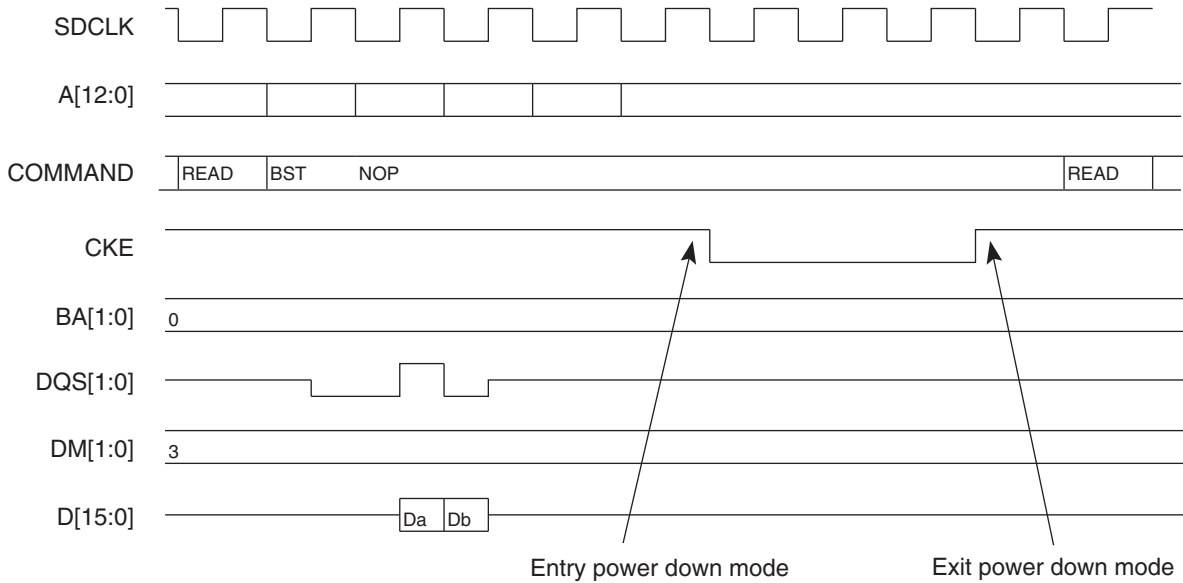 SDCLK
A[12:0]
COMMAND READ BST NOP READ
CKE
BA[1:0] 0
DQS[1:0]
DM[1:0] 3
D[15:0] Da Db
Entry power down mode Exit power down mode